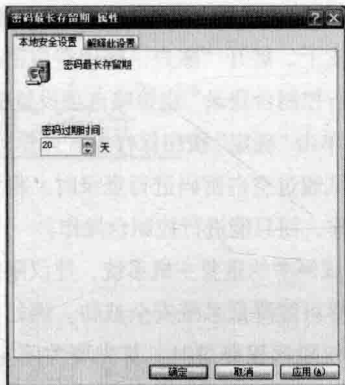 密码最长存留期 属性
本地安全设置 解释此设置
密码最长存留期
密码过期时间:
20 天
确定 取消 应用(A)